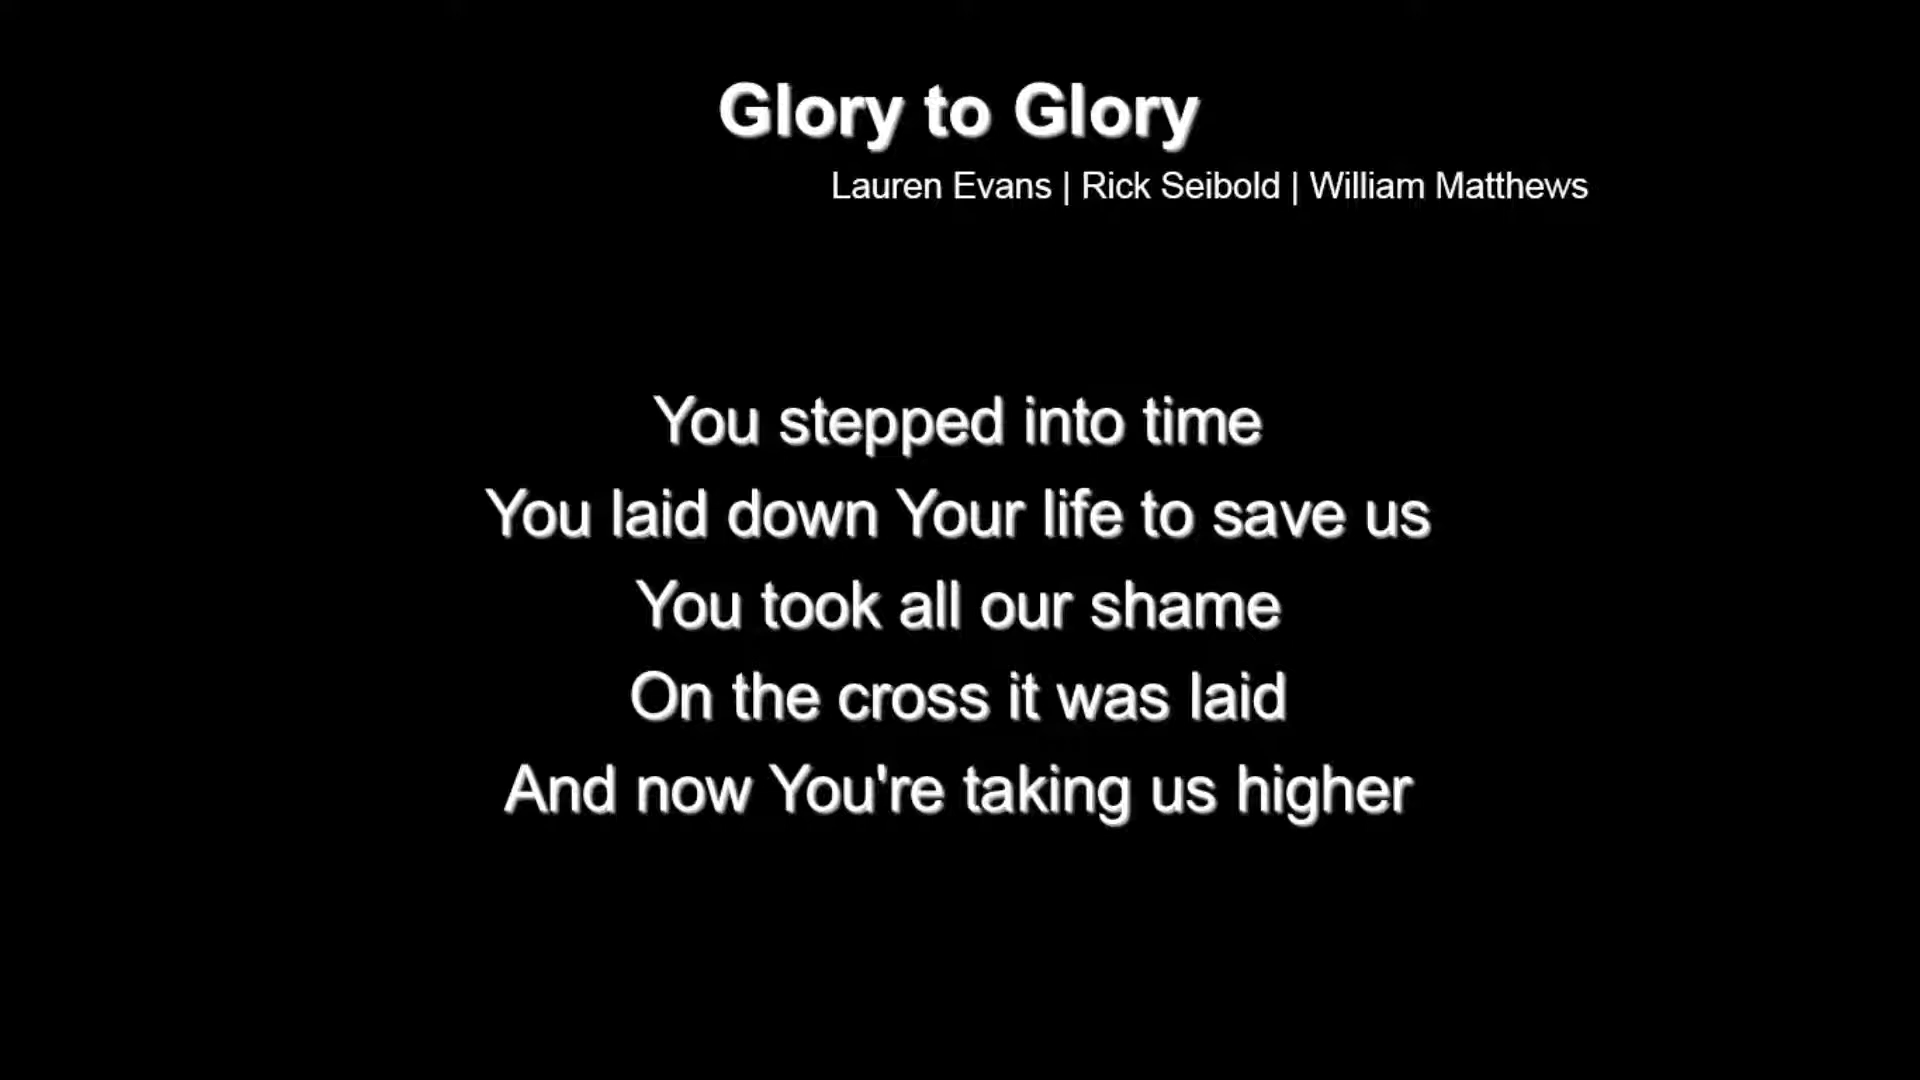 Glory to Glory
Lauren Evans | Rick Seibold | William Matthews
You stepped into time
You laid down Your life to save us
You took all our shame
On the cross it was laid
And now You're taking us higher